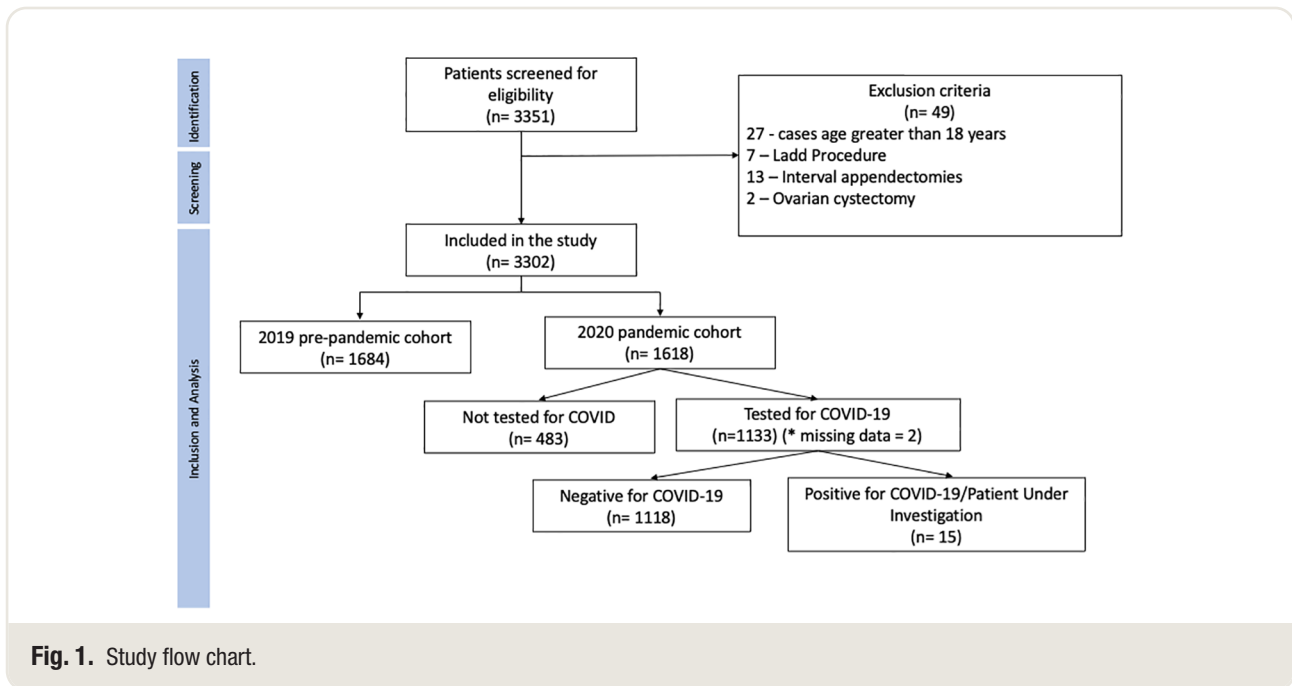 Identification
Screening
Inclusion and Analysis
Patients screened for
eligibility
(n= 3351)
Exclusion criteria
(n= 49)
27 - cases age greater than 18 years
7 – Ladd Procedure
13 – Interval appendectomies
2 – Ovarian cystectomy
Included in the study
(n= 3302)
2019 pre-pandemic cohort
(n= 1684)
2020 pandemic cohort
(n= 1618)
Not tested for COVID
(n= 483)
Tested for COVID-19
(n=1133) (* missing data = 2)
Negative for COVID-19
(n= 1118)
Positive for COVID-19/Patient Under
Investigation
(n= 15)
Fig. 1. Study flow chart.